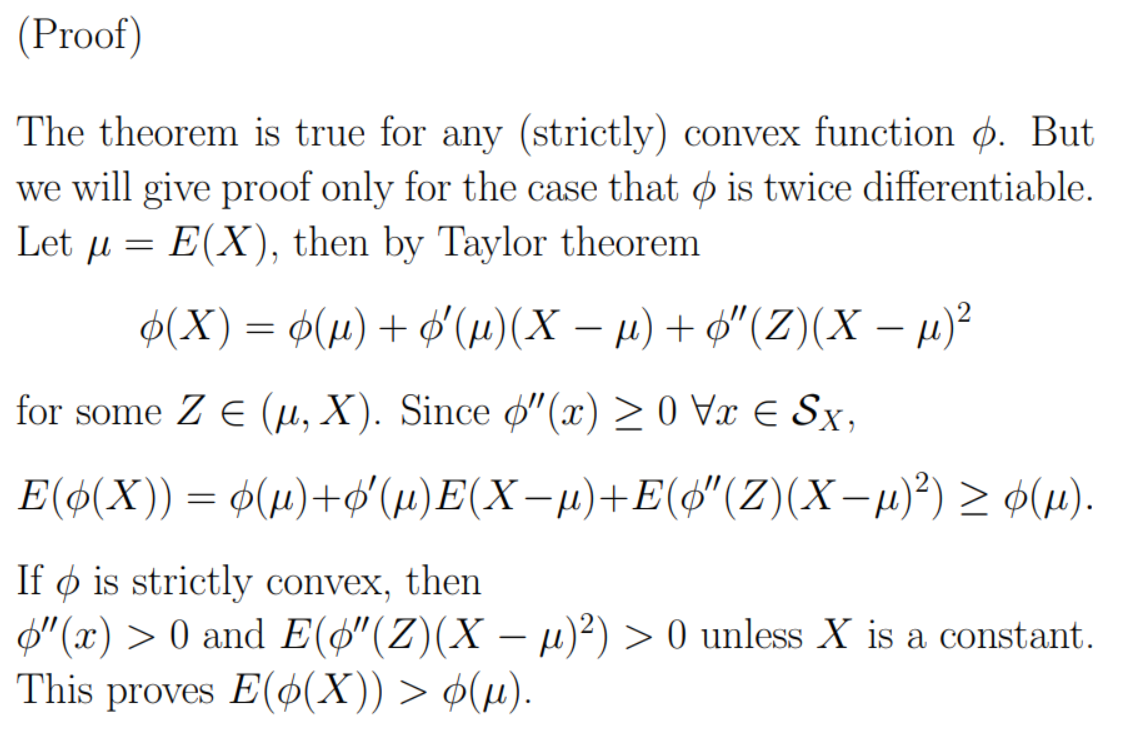 (Proof)
The theorem is true for any (strictly) convex function ϕ. But
we will give proof only for the case that ϕ is twice differentiable.
Let μ = E(X), then by Taylor theorem
ϕ(X) = ϕ(μ) + ϕ′(μ)(X − μ) + ϕ″(Z)(X − μ)²
for some Z ∈ (μ, X). Since ϕ″(x) ≥ 0 ∀x ∈ 𝒮_X,
E(ϕ(X)) = ϕ(μ)+ϕ′(μ)E(X−μ)+E(ϕ″(Z)(X−μ)²) ≥ ϕ(μ).
If ϕ is strictly convex, then
ϕ″(x) > 0 and E(ϕ″(Z)(X − μ)²) > 0 unless X is a constant.
This proves E(ϕ(X)) > ϕ(μ).